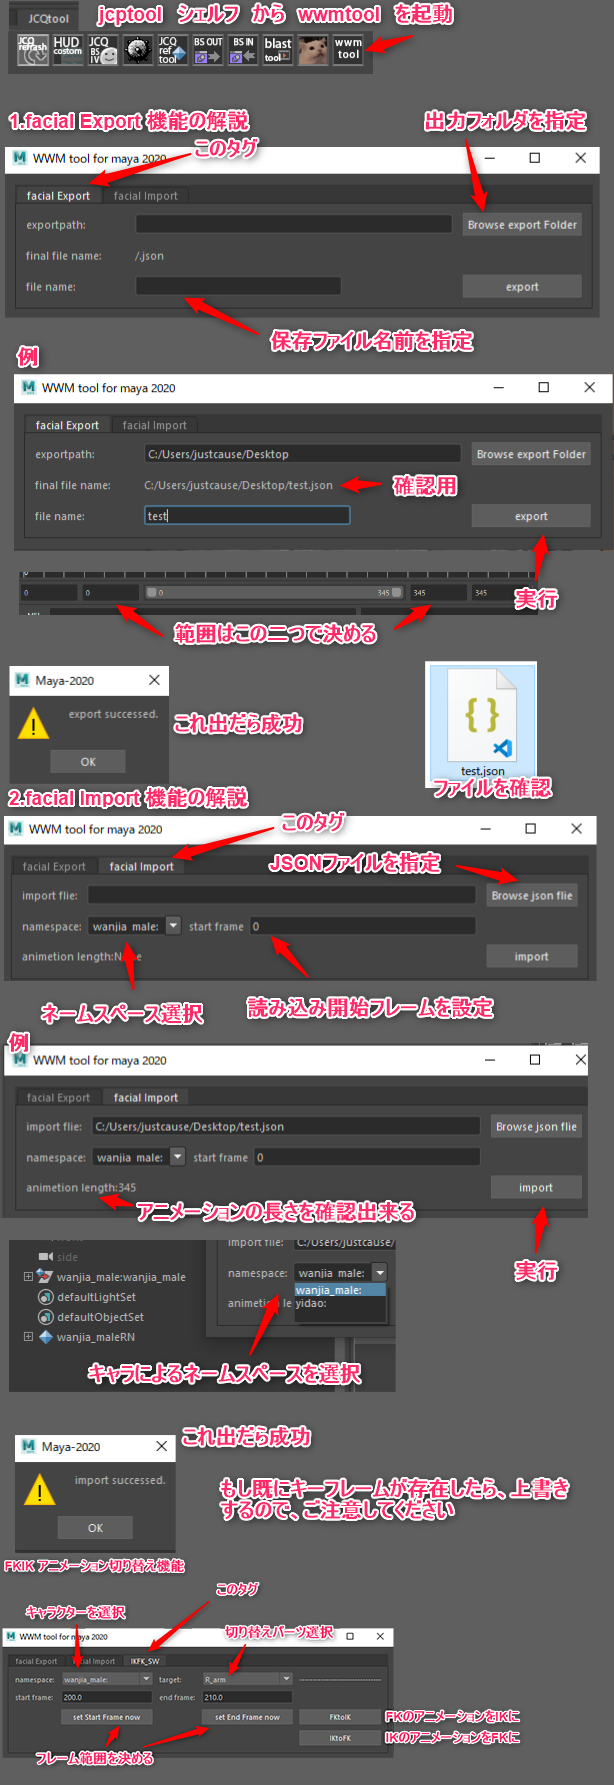 jcptool シェルフ から wwmtool を起動
JCQtool
JCQ refrash HUD costom JCQ BS IV JCQ ref tool BS OUT BS IN blast tool wwm tool
1.facial Export 機能の解説
出力フォルダを指定
このタグ
WWM tool for maya 2020
facial Export facial Import
exportpath: Browse export Folder
final file name: /.json
file name: export
保存ファイル名前を指定
例
WWM tool for maya 2020
facial Export facial Import
exportpath: C:/Users/justcause/Desktop Browse export Folder
final file name: C:/Users/justcause/Desktop/test.json 確認用
file name: test export
0 0 0 345 345 345
実行
範囲はこの二つで決める
Maya-2020
export successed.
OK
これ出だら成功
test.json
ファイルを確認
2.facial Import 機能の解説
このタグ
WWM tool for maya 2020
JSONファイルを指定
facial Export facial Import
import flie: Browse json flie
namespace: wanjia_male: start frame 0
animetion length:None import
ネームスペース選択
読み込み開始フレームを設定
例
WWM tool for maya 2020
facial Export facial Import
import flie: C:/Users/justcause/Desktop/test.json Browse json flie
namespace: wanjia_male: start frame 0
animetion length:345 import
アニメーションの長さを確認出来る
実行
side
wanjia_male:wanjia_male
defaultLightSet
defaultObjectSet
wanjia_maleRN
import flie: C:/Users/justcause/
namespace: wanjia_male:
wanjia_male:
animetion le yidao:
キャラによるネームスペースを選択
これ出だら成功
Maya-2020
import successed.
OK
もし既にキーフレームが存在したら、上書き
するので、ご注意してください
FKIK アニメーション切り替え機能
このタグ
キャラクターを選択
切り替えパーツ選択
WWM tool for maya 2020
facial Export facial Import IKFK_SW
namespace: wanjia_male: target: R_arm
start frame: 200.0 end frame: 210.0
set Start Frame now set End Frame now FKtoIK
FKのアニメーションをIKに
IKtoFK
IKのアニメーションをFKに
フレーム範囲を決める